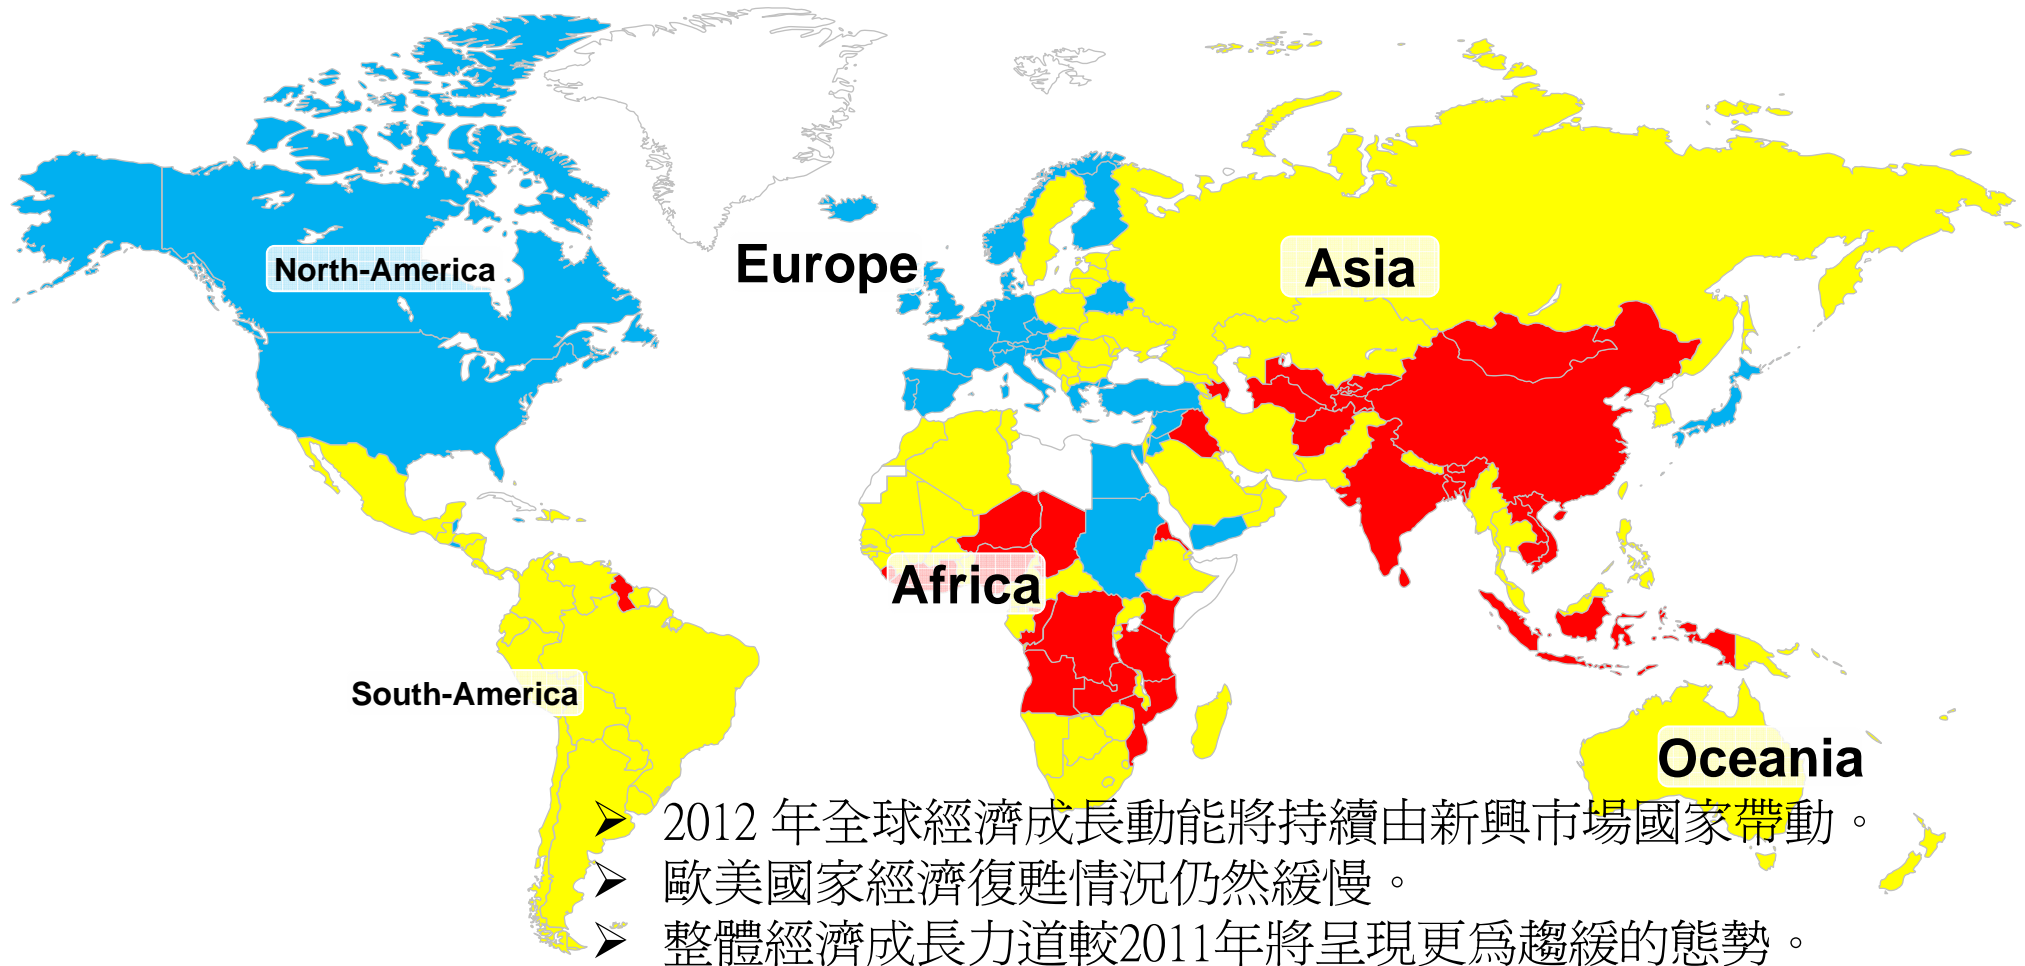 Europe
Asia
North-America
Africa
South-America
Oceania
➢ 2012 年全球經濟成長動能將持續由新興市場國家帶動。
➢ 歐美國家經濟復甦情況仍然緩慢。
➢ 整體經濟成長力道較2011年將呈現更為趨緩的態勢。